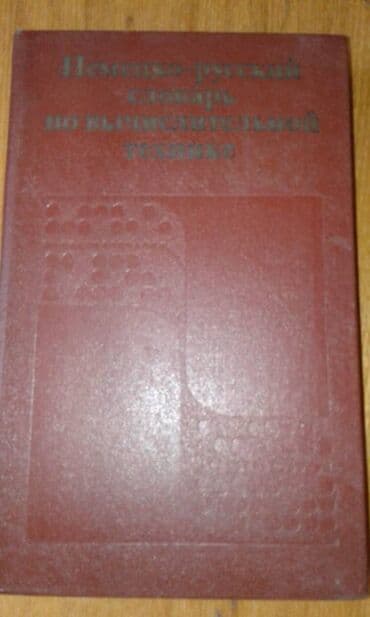 Немецко-русский
словарь
по вычислительной
технике